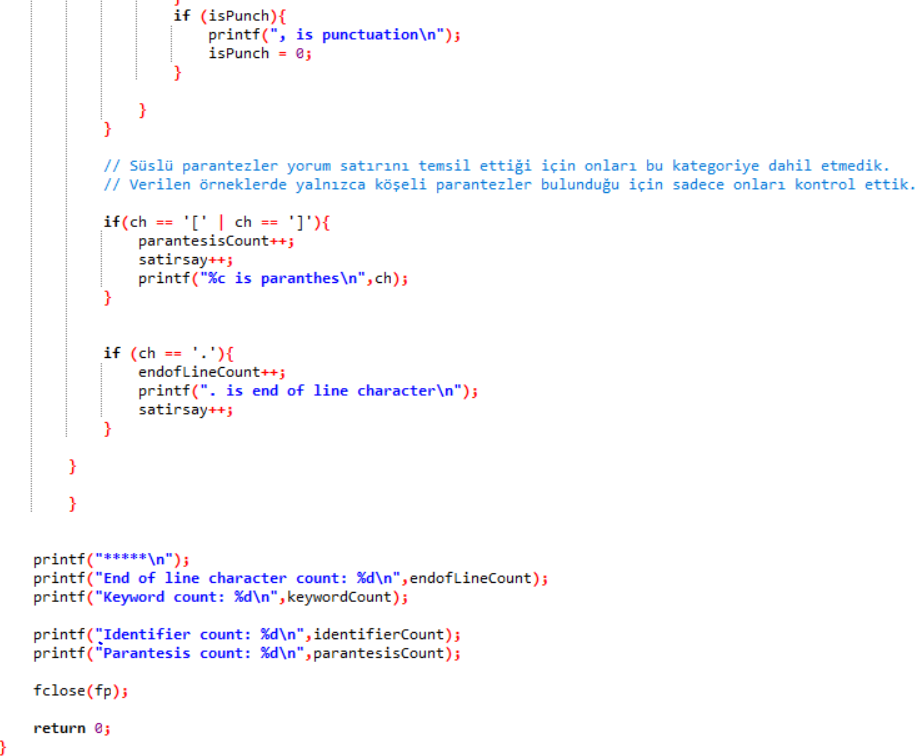 }
if (isPunch){
printf(", is punctuation\n");
isPunch = 0;
}
}
}
// Süslü parantezler yorum satırını temsil ettiği için onları bu kategoriye dahil etmedik.
// Verilen örneklerde yalnızca köşeli parantezler bulunduğu için sadece onları kontrol ettik.
if(ch == '[' | ch == ']'){
parantesisCount++;
satirsay++;
printf("%c is paranthes\n",ch);
}
if (ch == '.'){
endofLineCount++;
printf(". is end of line character\n");
satirsay++;
}
}
}
printf("*****\n");
printf("End of line character count: %d\n",endofLineCount);
printf("Keyword count: %d\n",keywordCount);
printf("Identifier count: %d\n",identifierCount);
printf("Parantesis count: %d\n",parantesisCount);
fclose(fp);
return 0;
}